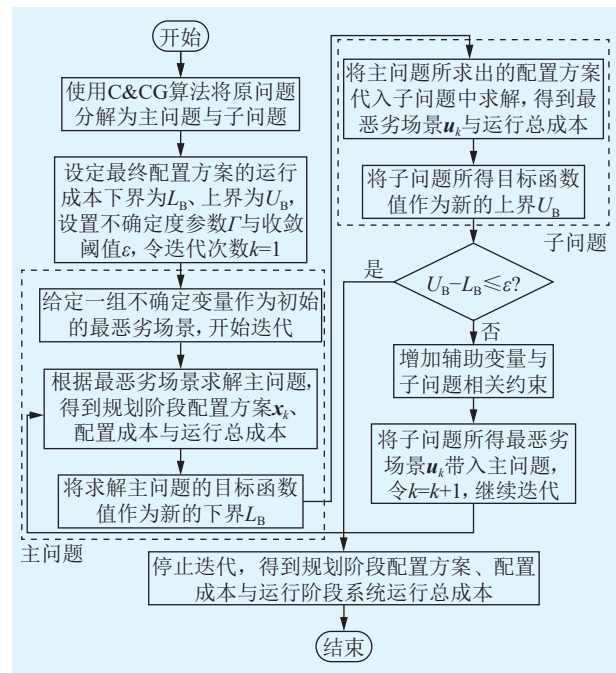 开始
使用C&CG算法将原问题
分解为主问题与子问题
设定最终配置方案的运行
成本下界为L_B、上界为U_B,
设置不确定度参数Γ与收敛
阈值ε, 令迭代次数k=1
给定一组不确定变量作为初始
的最恶劣场景, 开始迭代
根据最恶劣场景求解主问题,
得到规划阶段配置方案x_k、
配置成本与运行总成本
将求解主问题的目标函数
值作为新的下界L_B
主问题
将主问题所求出的配置方案
代入子问题中求解, 得到最
恶劣场景u_k与运行总成本
将子问题所得目标函数
值作为新的上界U_B
子问题
是
U_B−L_B≤ε?
否
增加辅助变量与
子问题相关约束
将子问题所得最恶劣
场景u_k带入主问题,
令k=k+1, 继续迭代
停止迭代, 得到规划阶段配置方案、配置
成本与运行阶段系统运行总成本
结束